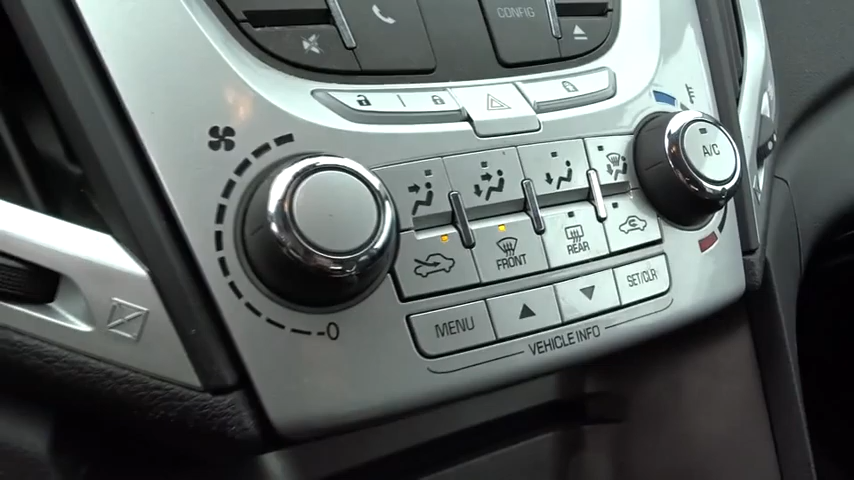 CONFIG
A/C
FRONT
REAR
0
MENU
SET/CLR
VEHICLE INFO